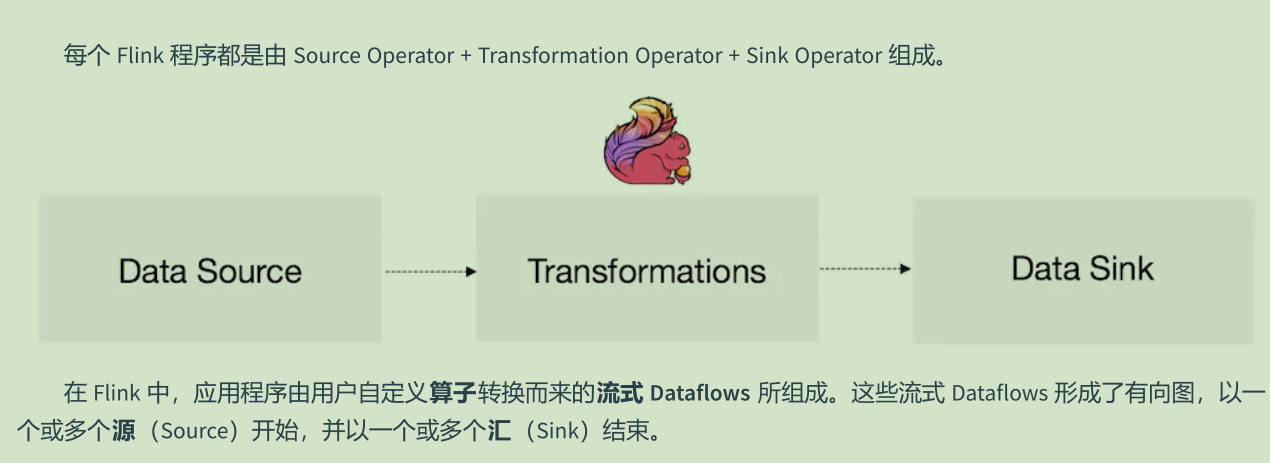 每个 Flink 程序都是由 Source Operator + Transformation Operator + Sink Operator 组成。
Data Source
Transformations
Data Sink
在 Flink 中，应用程序由用户自定义算子转换而来的流式 Dataflows 所组成。这些流式 Dataflows 形成了有向图，以一
个或多个源（Source）开始，并以一个或多个汇（Sink）结束。